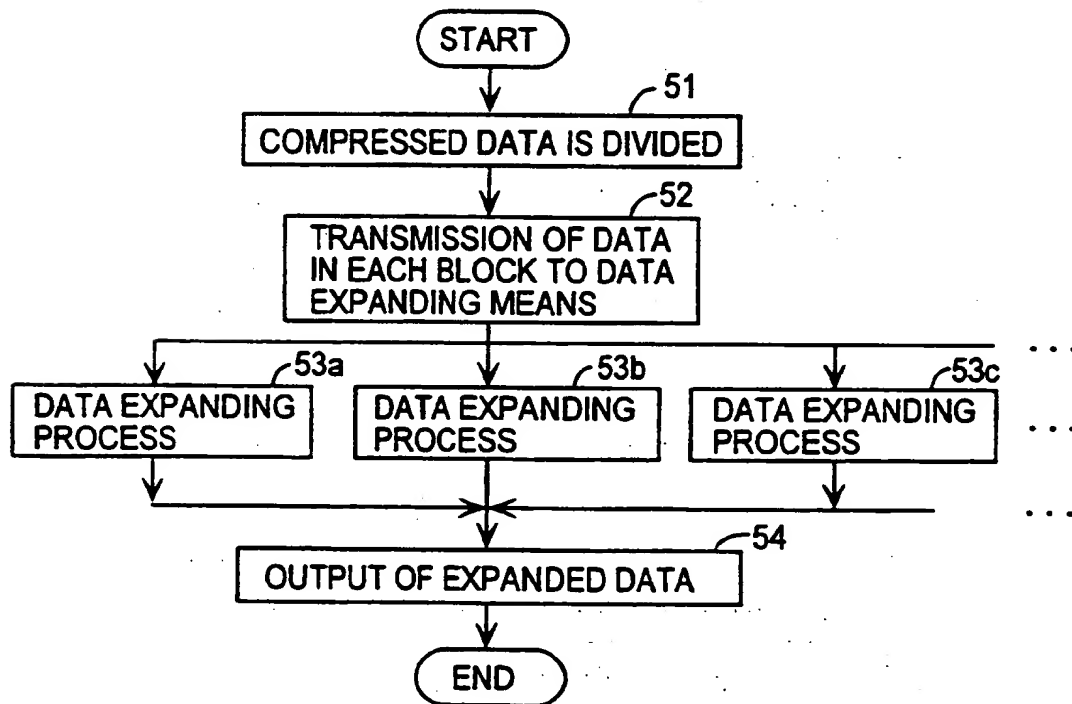 START
51
COMPRESSED DATA IS DIVIDED
52
TRANSMISSION OF DATA
IN EACH BLOCK TO DATA
EXPANDING MEANS
...
53a
53b
53c
DATA EXPANDING
PROCESS
DATA EXPANDING
PROCESS
DATA EXPANDING
PROCESS
...
...
54
OUTPUT OF EXPANDED DATA
END